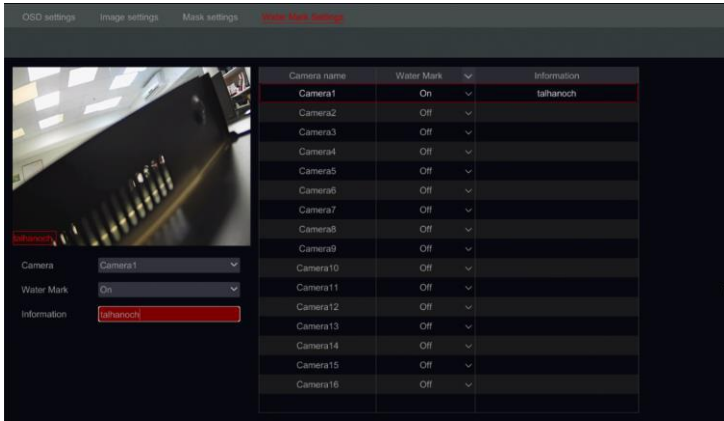 OSD settings Image settings Mask settings Water Mark Settings
Camera name Water Mark Information
Camera1 On talhanoch
Camera2 Off
Camera3 Off
Camera4 Off
Camera5 Off
Camera6 Off
Camera7 Off
Camera8 Off
Camera9 Off
Camera10 Off
Camera11 Off
Camera12 Off
Camera13 Off
Camera14 Off
Camera15 Off
Camera16 Off
talhanoch
Camera Camera1
Water Mark On
Information talhanoch